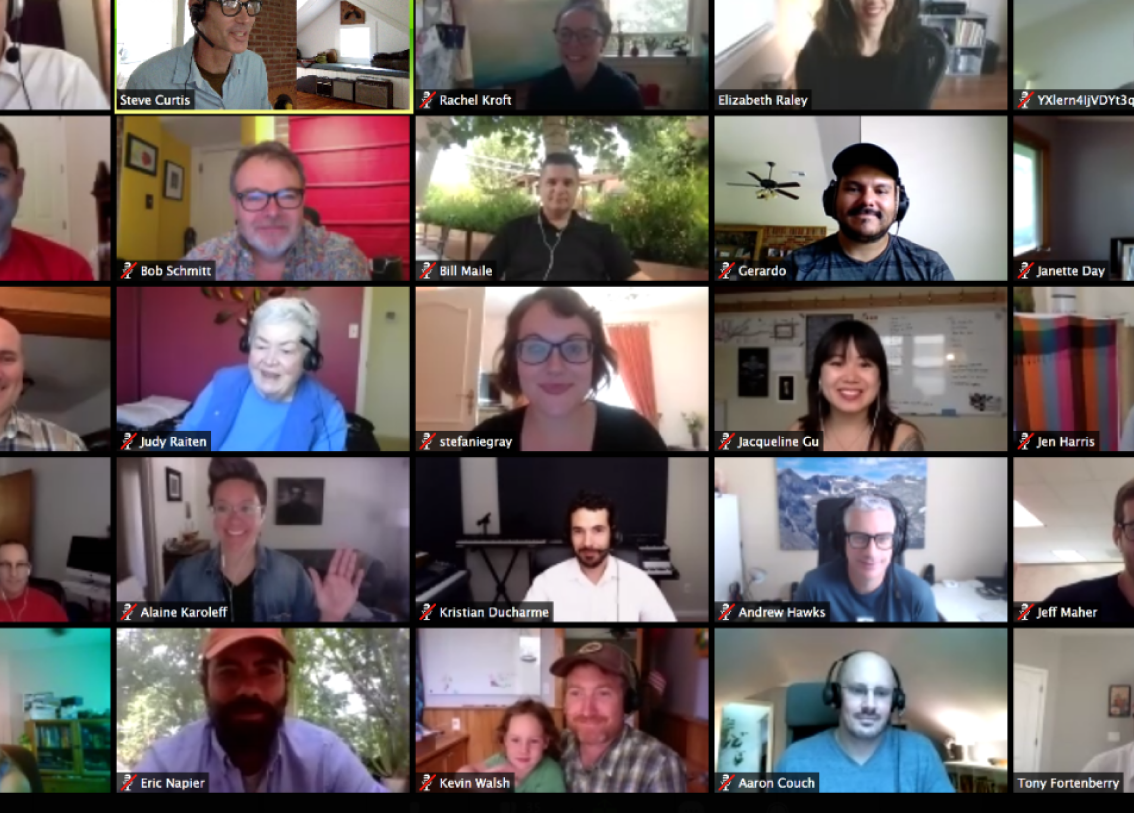 Steve Curtis
Rachel Kroft
Elizabeth Raley
YXlern4IjVDYt3q
Bob Schmitt
Bill Maile
Gerardo
Janette Day
Judy Raiten
stefaniegray
Jacqueline Gu
Jen Harris
Alaine Karoleff
Kristian Ducharme
Andrew Hawks
Jeff Maher
Eric Napier
Kevin Walsh
Aaron Couch
Tony Fortenberry